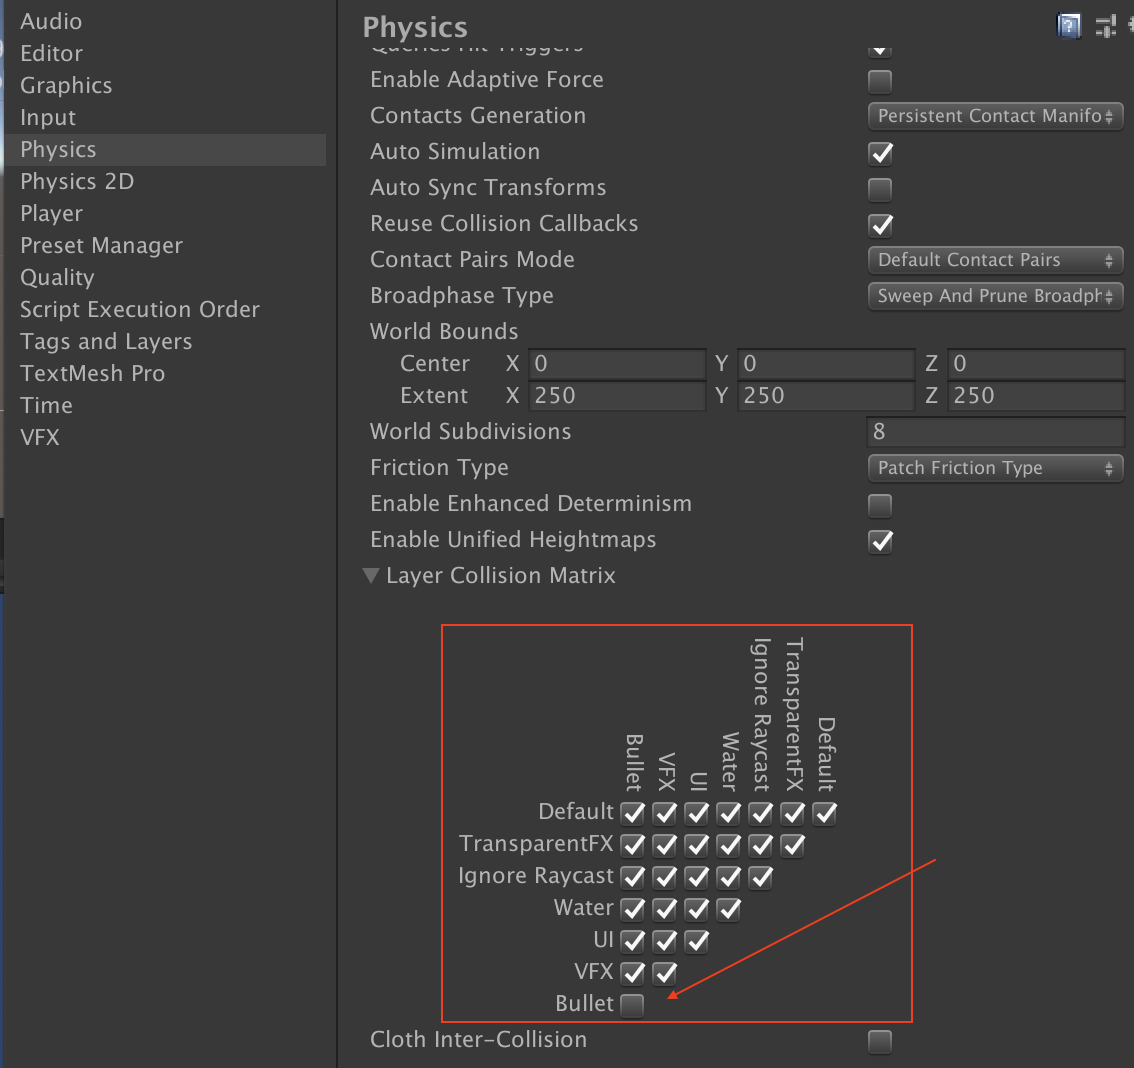 Audio
Editor
Graphics
Input
Physics
Physics 2D
Player
Preset Manager
Quality
Script Execution Order
Tags and Layers
TextMesh Pro
Time
VFX
Physics
Queries Hit Triggers
Enable Adaptive Force
Contacts Generation Persistent Contact Manifo
Auto Simulation
Auto Sync Transforms
Reuse Collision Callbacks
Contact Pairs Mode Default Contact Pairs
Broadphase Type Sweep And Prune Broadph
World Bounds
Center X 0 Y 0 Z 0
Extent X 250 Y 250 Z 250
World Subdivisions 8
Friction Type Patch Friction Type
Enable Enhanced Determinism
Enable Unified Heightmaps
Layer Collision Matrix
Bullet
VFX
UI
Water
Ignore Raycast
TransparentFX
Default
Default
TransparentFX
Ignore Raycast
Water
UI
VFX
Bullet
Cloth Inter-Collision